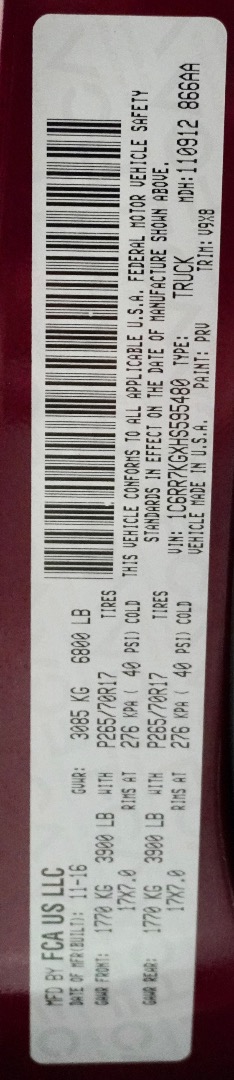 MFD BY FCA US LLC
DATE OF MFR(BUILT): 11-16 GVWR: 3085 KG 6800 LB
GAWR FRONT: 1770 KG 3900 LB WITH P265/70R17 TIRES
17X7.0 RIMS AT 276 KPA ( 40 PSI) COLD
GAWR REAR: 1770 KG 3900 LB WITH P265/70R17 TIRES
17X7.0 RIMS AT 276 KPA ( 40 PSI) COLD
THIS VEHICLE CONFORMS TO ALL APPLICABLE U.S.A. FEDERAL MOTOR VEHICLE SAFETY
STANDARDS IN EFFECT ON THE DATE OF MANUFACTURE SHOWN ABOVE.
VIN: 1C6RR7KGXHS595480 TYPE: TRUCK MDH:110912 866AA
VEHICLE MADE IN U.S.A. PAINT: PRV TRIM: V9X8